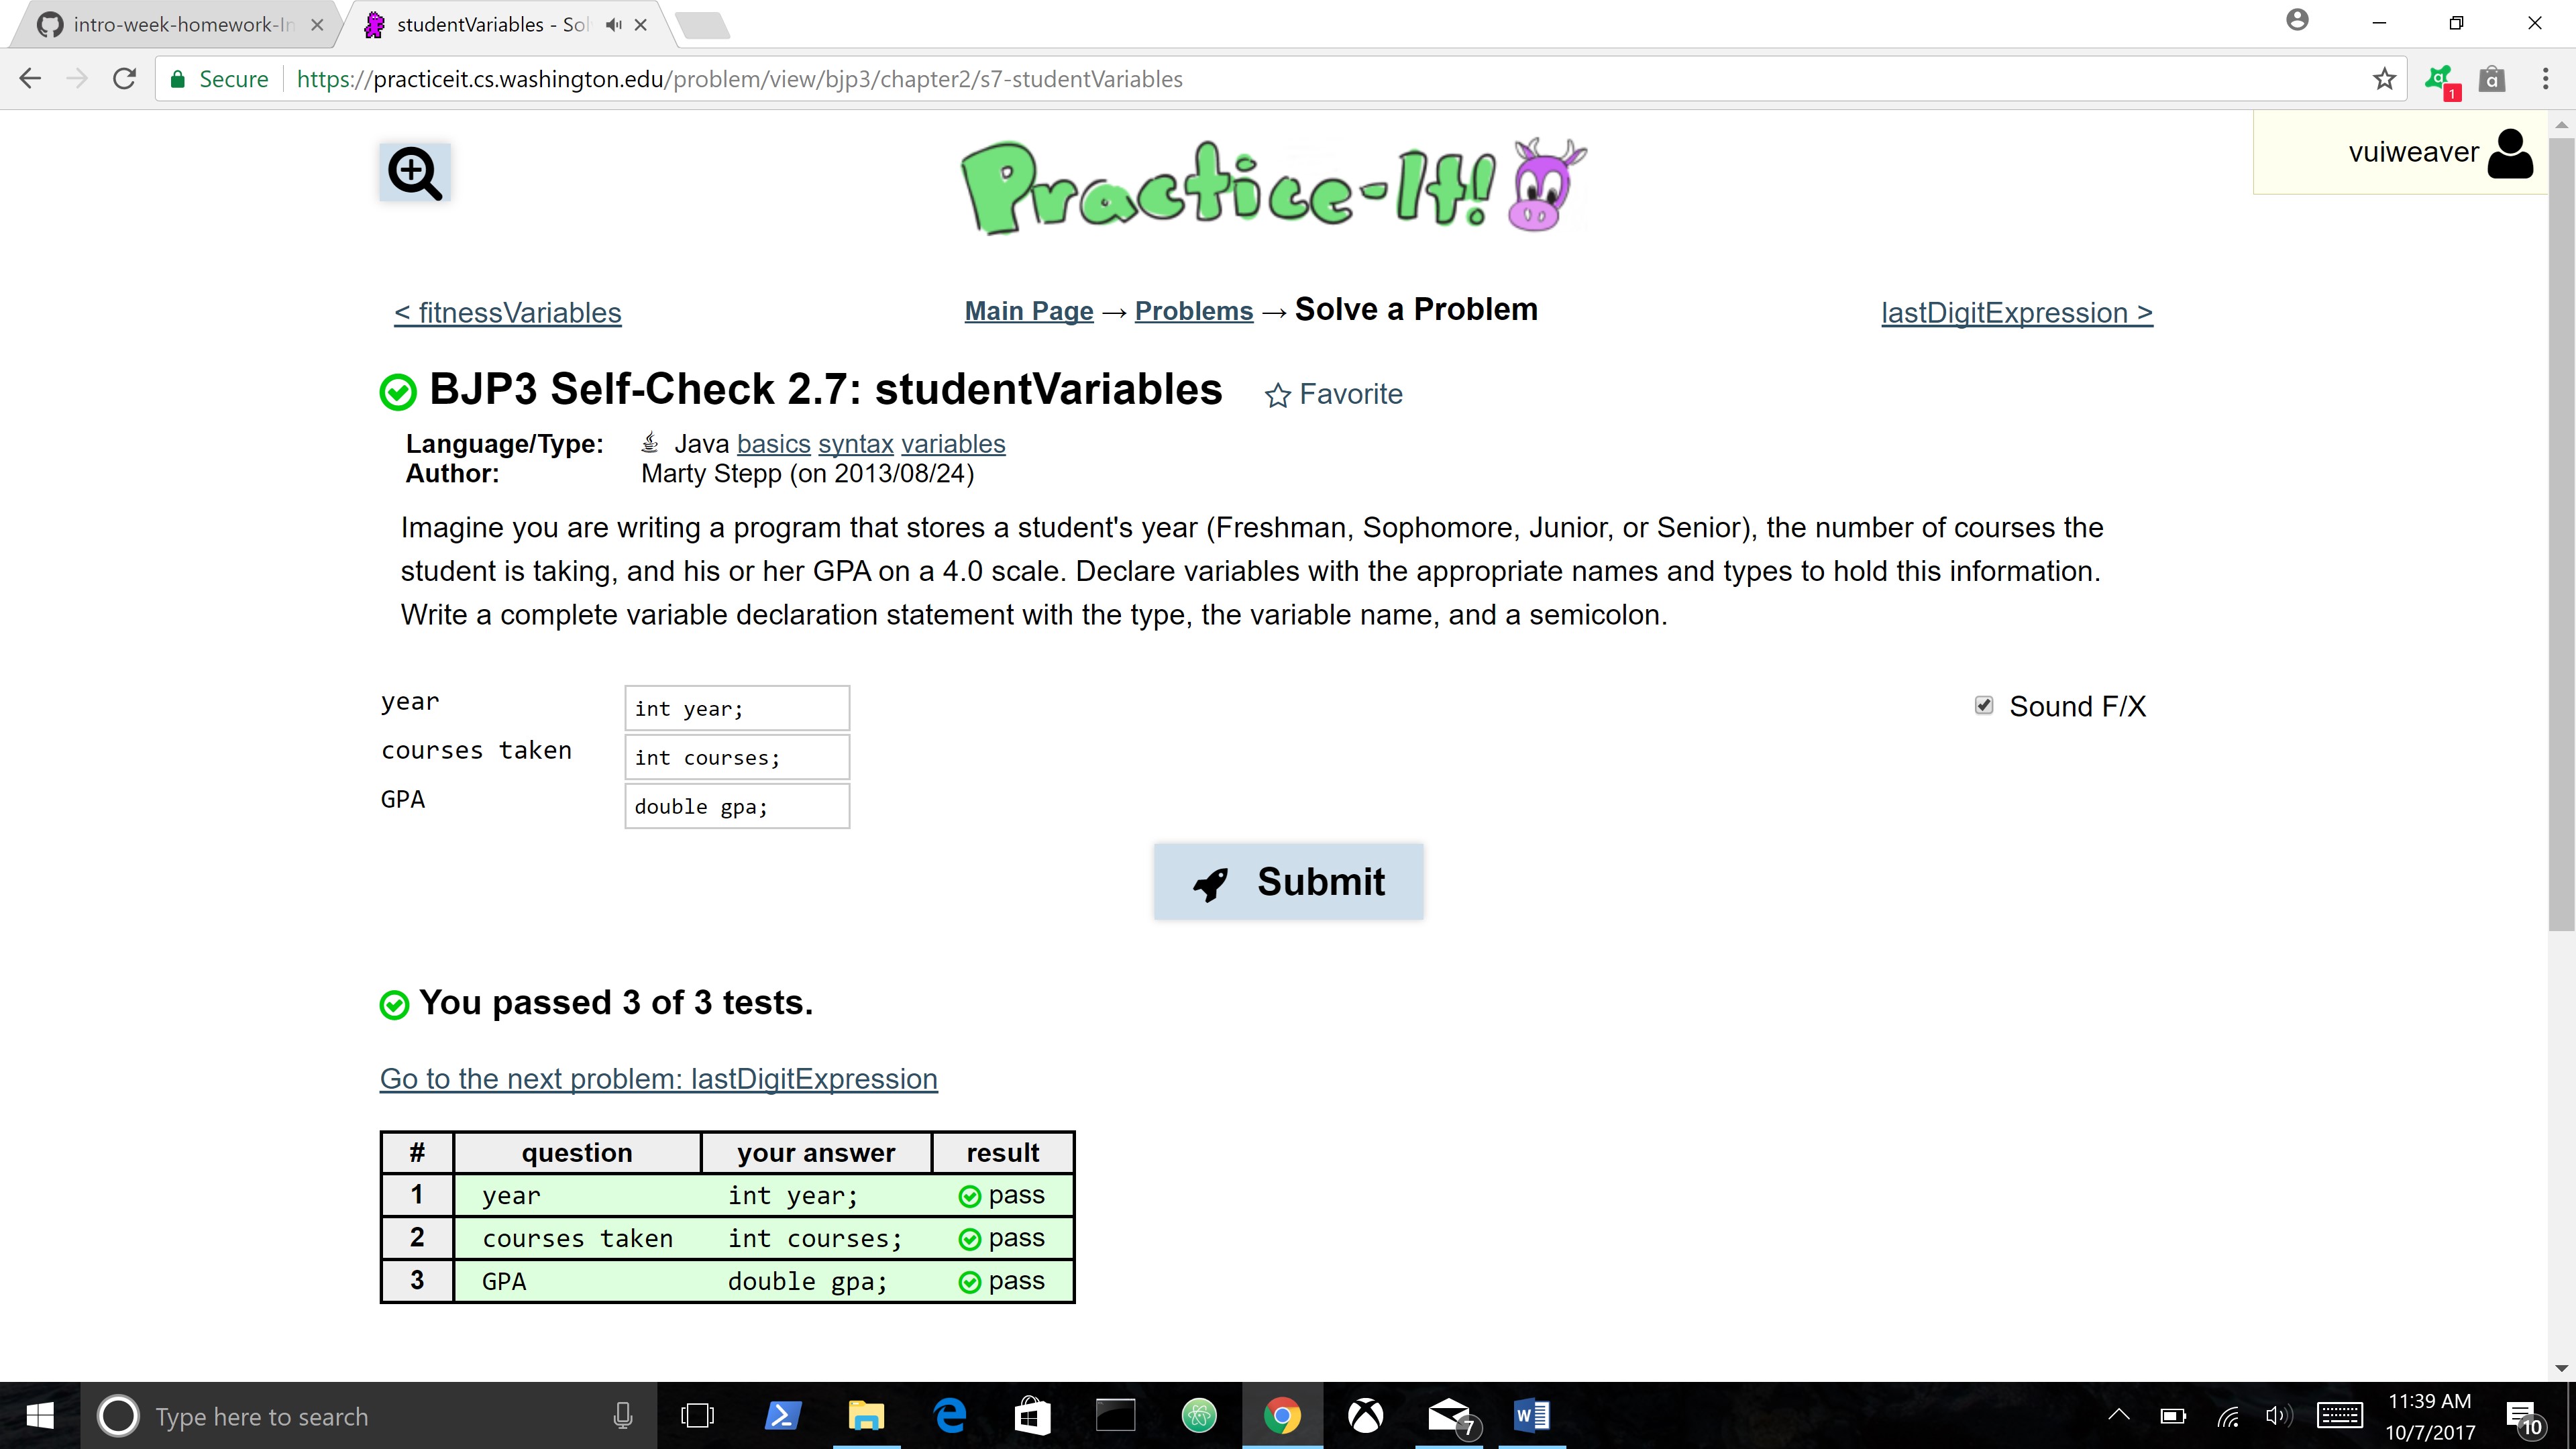 intro-week-homework-In
studentVariables - Sol
Secure https://practiceit.cs.washington.edu/problem/view/bjp3/chapter2/s7-studentVariables
1
a
Practice-It!
vuiweaver
< fitnessVariables
Main Page → Problems → Solve a Problem
lastDigitExpression >
BJP3 Self-Check 2.7: studentVariables
Favorite
Language/Type: Java basics syntax variables
Author: Marty Stepp (on 2013/08/24)
Imagine you are writing a program that stores a student's year (Freshman, Sophomore, Junior, or Senior), the number of courses the
student is taking, and his or her GPA on a 4.0 scale. Declare variables with the appropriate names and types to hold this information.
Write a complete variable declaration statement with the type, the variable name, and a semicolon.
year int year;
courses taken int courses;
GPA double gpa;
Sound F/X
Submit
You passed 3 of 3 tests.
Go to the next problem: lastDigitExpression
# question your answer result
1 year int year; pass
2 courses taken int courses; pass
3 GPA double gpa; pass
Type here to search
7
11:39 AM
10/7/2017
10